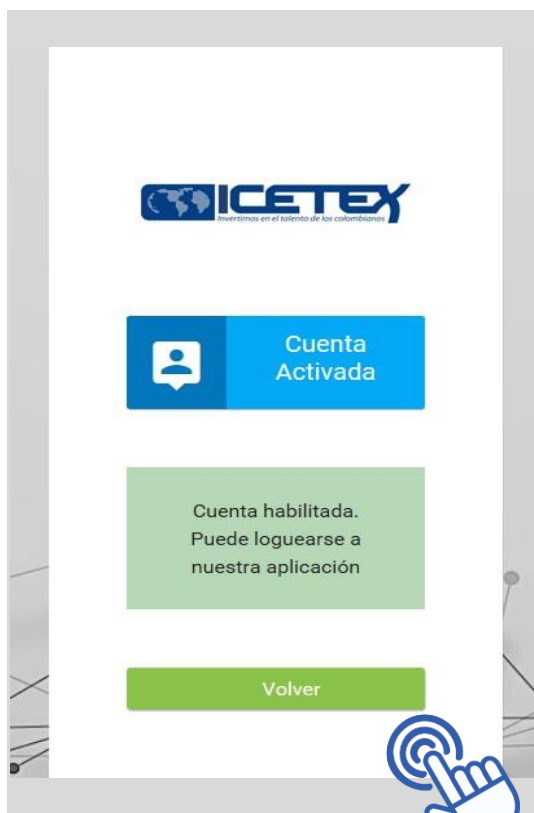 ICETEX
Invertimos en el talento de los colombianos
Cuenta
Activada
Cuenta habilitada.
Puede loguearse a
nuestra aplicación
Volver